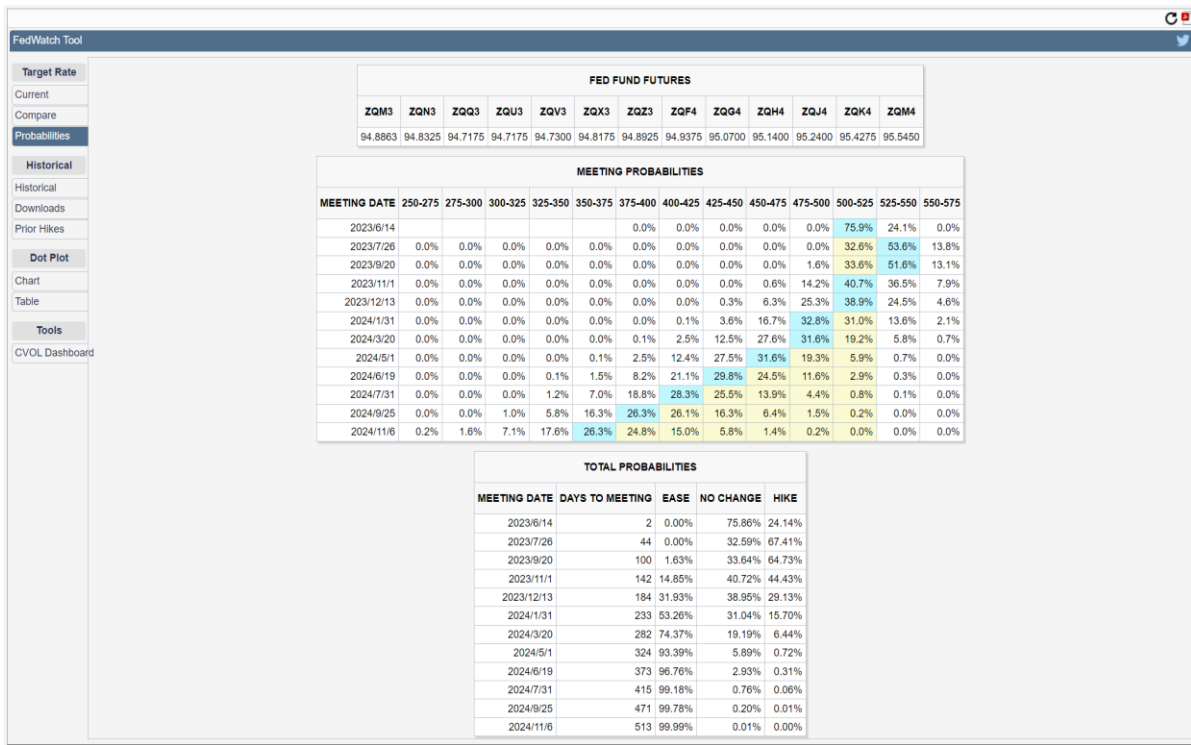 FedWatch Tool
Target Rate
Current
Compare
Probabilities
Historical
Historical
Downloads
Prior Hikes
Dot Plot
Chart
Table
Tools
CVOL Dashboard
FED FUND FUTURES
ZQM3 ZQN3 ZQQ3 ZQU3 ZQV3 ZQX3 ZQZ3 ZQF4 ZQG4 ZQH4 ZQJ4 ZQK4 ZQM4
94.8863 94.8325 94.7175 94.7175 94.7300 94.8175 94.8925 94.9375 95.0700 95.1400 95.2400 95.4275 95.5450
MEETING PROBABILITIES
MEETING DATE 250-275 275-300 300-325 325-350 350-375 375-400 400-425 425-450 450-475 475-500 500-525 525-550 550-575
2023/6/14 0.0% 0.0% 0.0% 0.0% 0.0% 75.9% 24.1% 0.0%
2023/7/26 0.0% 0.0% 0.0% 0.0% 0.0% 0.0% 0.0% 0.0% 0.0% 0.0% 32.6% 53.6% 13.8%
2023/9/20 0.0% 0.0% 0.0% 0.0% 0.0% 0.0% 0.0% 0.0% 0.0% 1.6% 33.6% 51.6% 13.1%
2023/11/1 0.0% 0.0% 0.0% 0.0% 0.0% 0.0% 0.0% 0.0% 0.6% 14.2% 40.7% 36.5% 7.9%
2023/12/13 0.0% 0.0% 0.0% 0.0% 0.0% 0.0% 0.0% 0.3% 6.3% 25.3% 38.9% 24.5% 4.6%
2024/1/31 0.0% 0.0% 0.0% 0.0% 0.0% 0.0% 0.1% 3.6% 16.7% 32.8% 31.0% 13.6% 2.1%
2024/3/20 0.0% 0.0% 0.0% 0.0% 0.0% 0.1% 2.5% 12.5% 27.6% 31.6% 19.2% 5.8% 0.7%
2024/5/1 0.0% 0.0% 0.0% 0.0% 0.1% 2.5% 12.4% 27.5% 31.6% 19.3% 5.9% 0.7% 0.0%
2024/6/19 0.0% 0.0% 0.0% 0.1% 1.5% 8.2% 21.1% 29.8% 24.5% 11.6% 2.9% 0.3% 0.0%
2024/7/31 0.0% 0.0% 0.0% 1.2% 7.0% 18.8% 28.3% 25.5% 13.9% 4.4% 0.8% 0.1% 0.0%
2024/9/25 0.0% 0.0% 1.0% 5.8% 16.3% 26.3% 26.1% 16.3% 6.4% 1.5% 0.2% 0.0% 0.0%
2024/11/6 0.2% 1.6% 7.1% 17.6% 26.3% 24.8% 15.0% 5.8% 1.4% 0.2% 0.0% 0.0% 0.0%
TOTAL PROBABILITIES
MEETING DATE DAYS TO MEETING EASE NO CHANGE HIKE
2023/6/14 2 0.00% 75.86% 24.14%
2023/7/26 44 0.00% 32.59% 67.41%
2023/9/20 100 1.63% 33.64% 64.73%
2023/11/1 142 14.85% 40.72% 44.43%
2023/12/13 184 31.93% 38.95% 29.13%
2024/1/31 233 53.26% 31.04% 15.70%
2024/3/20 282 74.37% 19.19% 6.44%
2024/5/1 324 93.39% 5.89% 0.72%
2024/6/19 373 96.76% 2.93% 0.31%
2024/7/31 415 99.18% 0.76% 0.06%
2024/9/25 471 99.78% 0.20% 0.01%
2024/11/6 513 99.99% 0.01% 0.00%